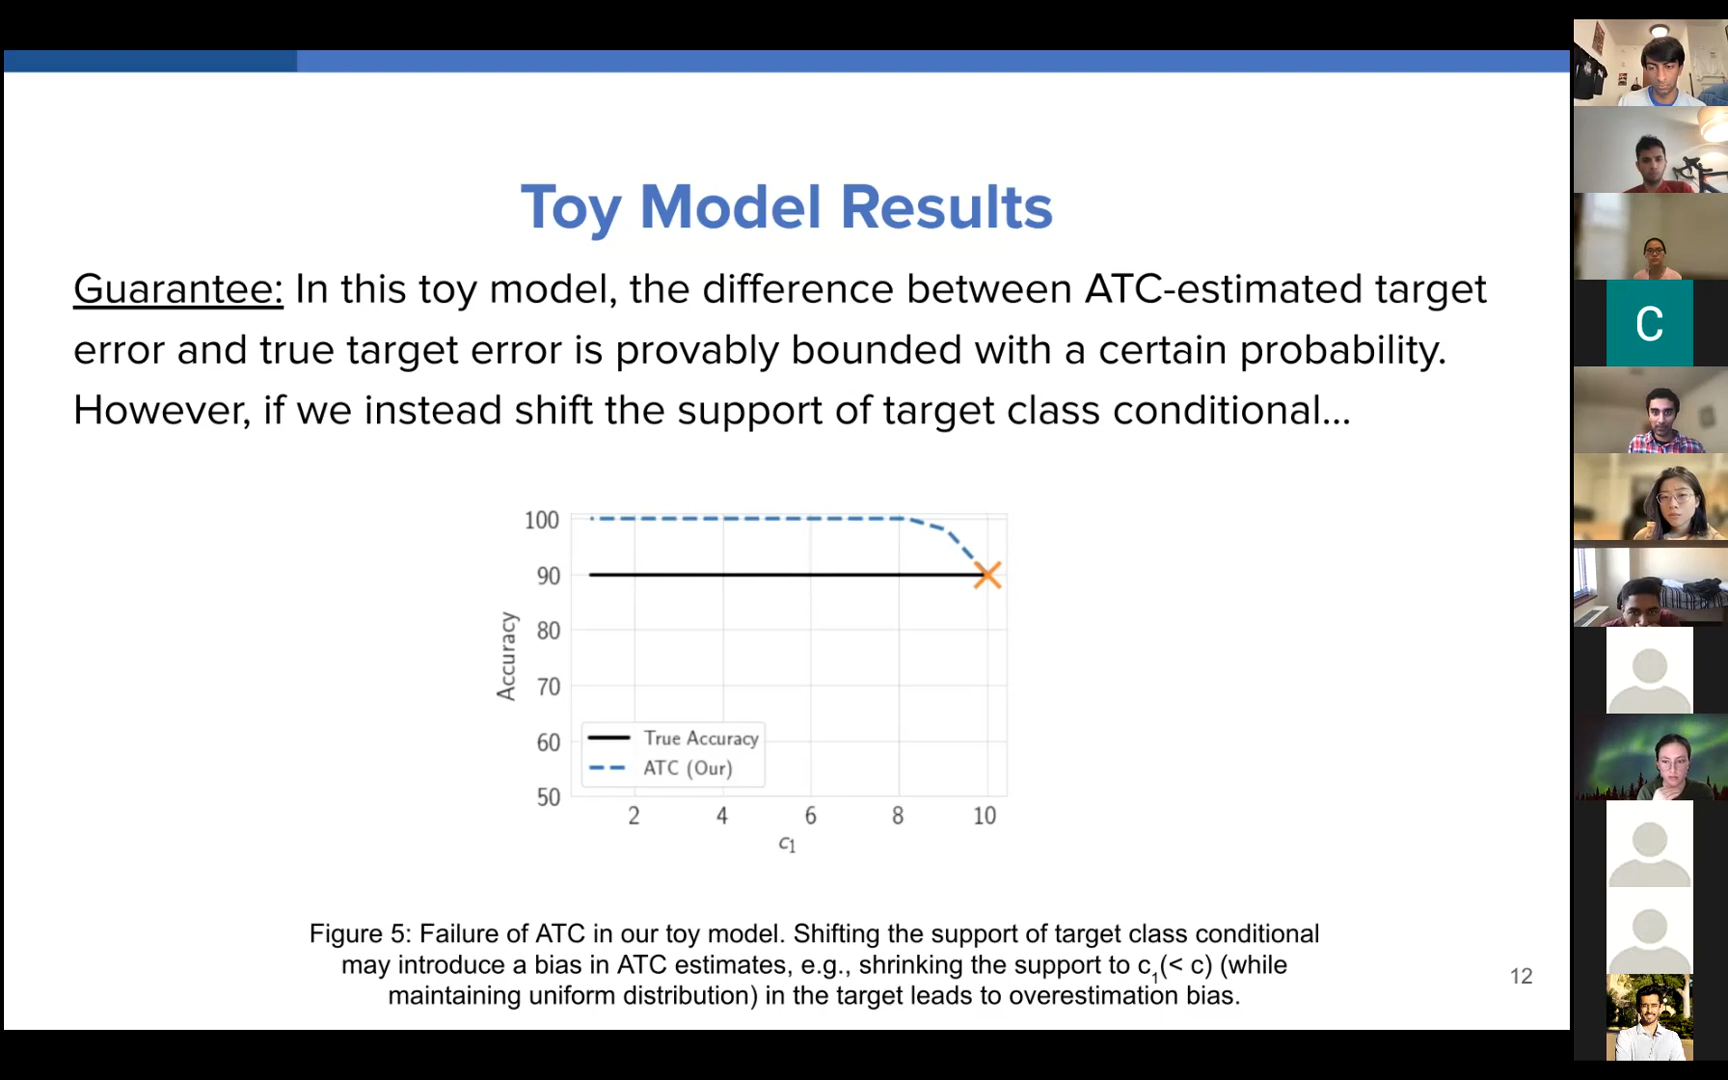 Toy Model Results
Guarantee: In this toy model, the difference between ATC-estimated target
error and true target error is provably bounded with a certain probability.
However, if we instead shift the support of target class conditional...
100
90
80
70
60
50
Accuracy
True Accuracy
ATC (Our)
2 4 6 8 10
c₁
Figure 5: Failure of ATC in our toy model. Shifting the support of target class conditional
may introduce a bias in ATC estimates, e.g., shrinking the support to c₁(< c) (while
maintaining uniform distribution) in the target leads to overestimation bias.
12
C